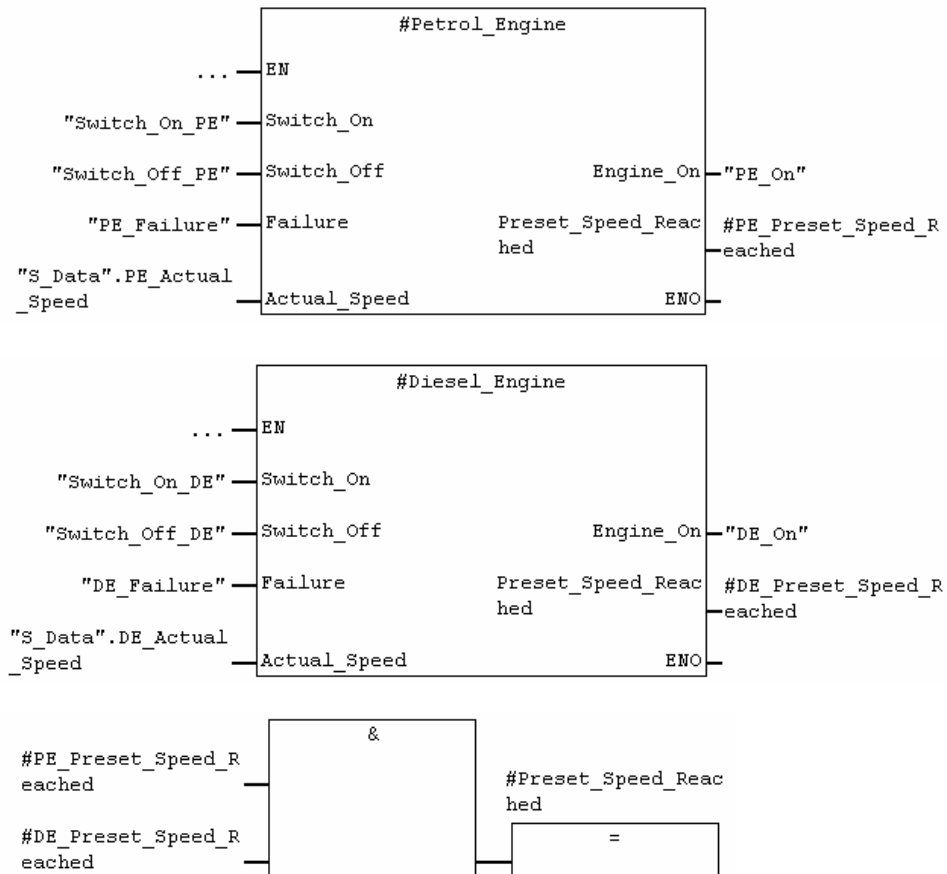 #Petrol_Engine
... EN
"Switch_On_PE" Switch_On
"Switch_Off_PE" Switch_Off Engine_On "PE_On"
"PE_Failure" Failure Preset_Speed_Reac #PE_Preset_Speed_R
hed eached
"S_Data".PE_Actual
_Speed Actual_Speed ENO
#Diesel_Engine
... EN
"Switch_On_DE" Switch_On
"Switch_Off_DE" Switch_Off Engine_On "DE_On"
"DE_Failure" Failure Preset_Speed_Reac #DE_Preset_Speed_R
hed eached
"S_Data".DE_Actual
_Speed Actual_Speed ENO
&
#PE_Preset_Speed_R
eached
#Preset_Speed_Reac
hed
#DE_Preset_Speed_R
eached
=